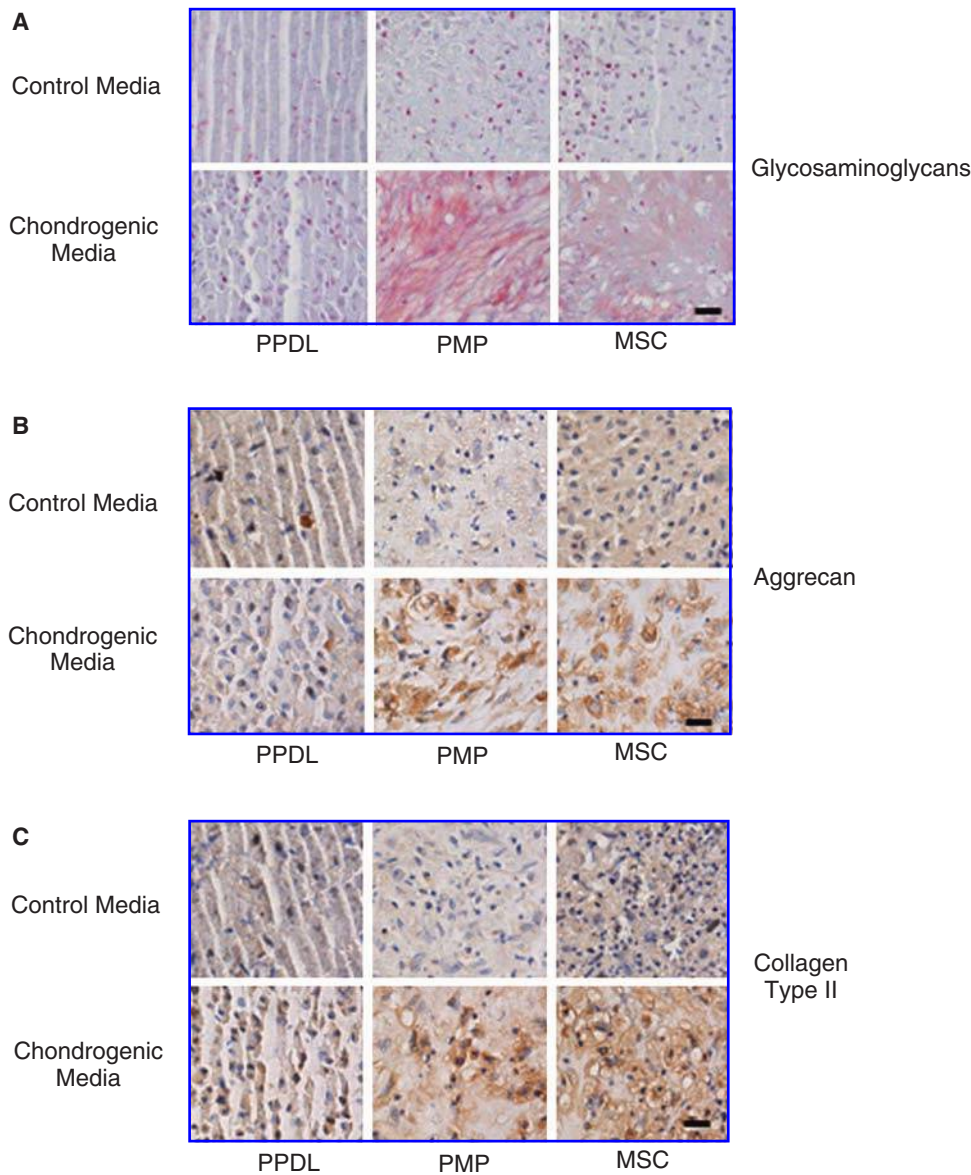 A
Control Media
Glycosaminoglycans
Chondrogenic
Media
PPDL PMP MSC
B
Control Media
Aggrecan
Chondrogenic
Media
PPDL PMP MSC
C
Control Media
Collagen
Type II
Chondrogenic
Media
PPDL PMP MSC